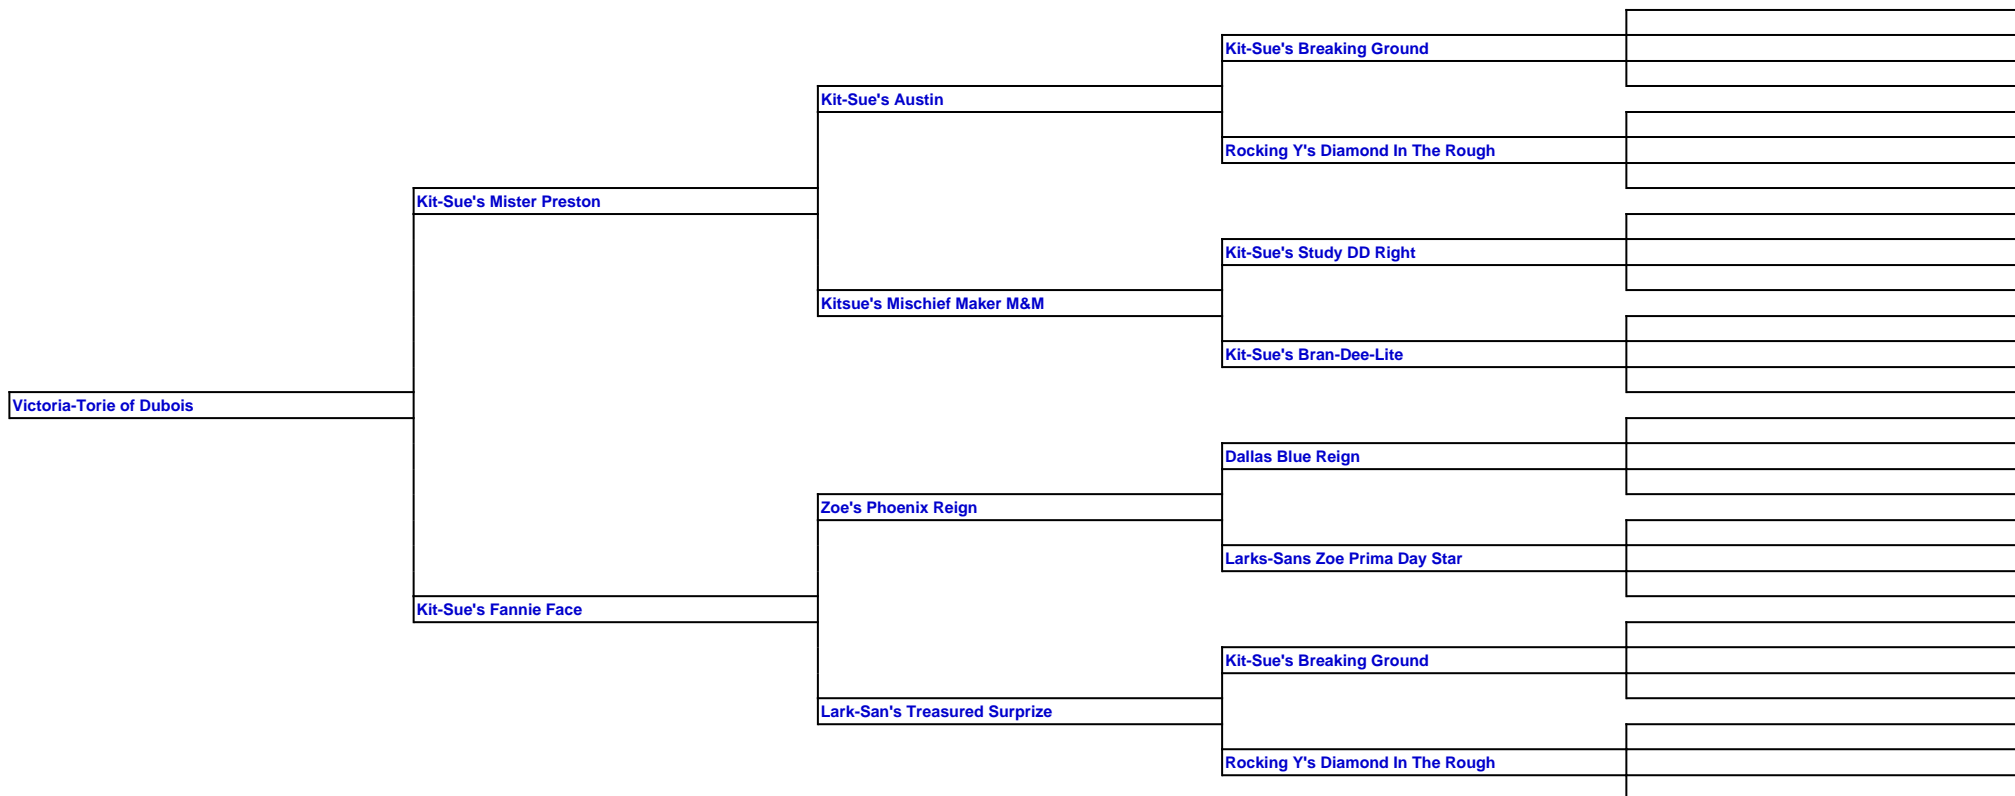 Kit-Sue's Breaking Ground
Kit-Sue's Austin
Rocking Y's Diamond In The Rough
Kit-Sue's Mister Preston
Kit-Sue's Study DD Right
Kitsue's Mischief Maker M&M
Kit-Sue's Bran-Dee-Lite
Victoria-Torie of Dubois
Dallas Blue Reign
Zoe's Phoenix Reign
Larks-Sans Zoe Prima Day Star
Kit-Sue's Fannie Face
Kit-Sue's Breaking Ground
Lark-San's Treasured Surprize
Rocking Y's Diamond In The Rough